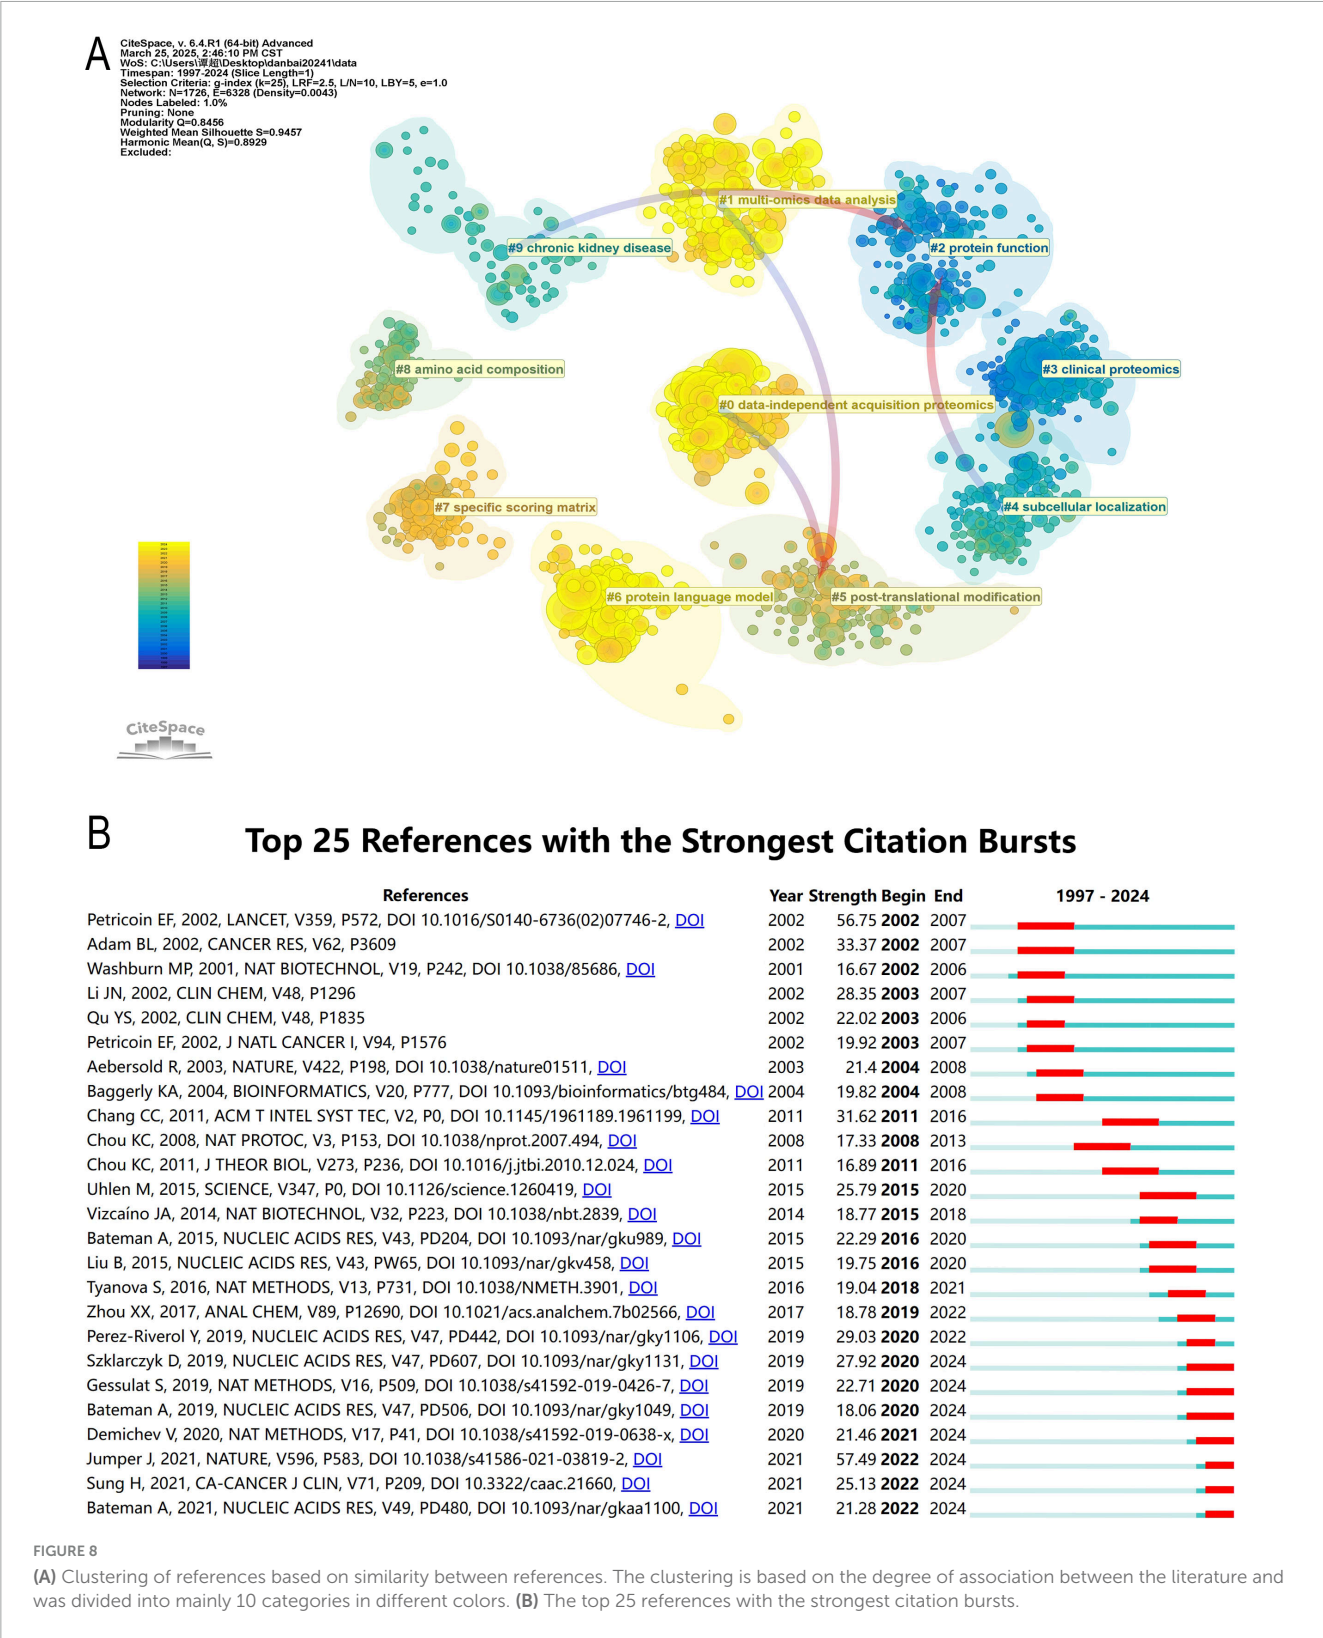 A
CiteSpace, v. 6.4.R1 (64-bit) Advanced
March 25, 2025, 2:46:10 PM CST
WoS: C:\Users\谭超\Desktop\danbai20241\data
Timespan: 1997-2024 (Slice Length=1)
Selection Criteria: g-index (k=25), LRF=2.5, L/N=10, LBY=5, e=1.0
Network: N=1726, E=6328 (Density=0.0043)
Nodes Labeled: 1.0%
Pruning: None
Modularity Q=0.8456
Weighted Mean Silhouette S=0.9457
Harmonic Mean(Q, S)=0.8929
Excluded:
#1 multi-omics data analysis
#9 chronic kidney disease
#2 protein function
#8 amino acid composition
#3 clinical proteomics
#0 data-independent acquisition proteomics
#7 specific scoring matrix
#4 subcellular localization
#6 protein language model
#5 post-translational modification
CiteSpace
B
Top 25 References with the Strongest Citation Bursts
References Year Strength Begin End 1997 - 2024
Petricoin EF, 2002, LANCET, V359, P572, DOI 10.1016/S0140-6736(02)07746-2, DOI 2002 56.75 2002 2007
Adam BL, 2002, CANCER RES, V62, P3609 2002 33.37 2002 2007
Washburn MP, 2001, NAT BIOTECHNOL, V19, P242, DOI 10.1038/85686, DOI 2001 16.67 2002 2006
Li JN, 2002, CLIN CHEM, V48, P1296 2002 28.35 2003 2007
Qu YS, 2002, CLIN CHEM, V48, P1835 2002 22.02 2003 2006
Petricoin EF, 2002, J NATL CANCER I, V94, P1576 2002 19.92 2003 2007
Aebersold R, 2003, NATURE, V422, P198, DOI 10.1038/nature01511, DOI 2003 21.4 2004 2008
Baggerly KA, 2004, BIOINFORMATICS, V20, P777, DOI 10.1093/bioinformatics/btg484, DOI 2004 19.82 2004 2008
Chang CC, 2011, ACM T INTEL SYST TEC, V2, P0, DOI 10.1145/1961189.1961199, DOI 2011 31.62 2011 2016
Chou KC, 2008, NAT PROTOC, V3, P153, DOI 10.1038/nprot.2007.494, DOI 2008 17.33 2008 2013
Chou KC, 2011, J THEOR BIOL, V273, P236, DOI 10.1016/j.jtbi.2010.12.024, DOI 2011 16.89 2011 2016
Uhlen M, 2015, SCIENCE, V347, P0, DOI 10.1126/science.1260419, DOI 2015 25.79 2015 2020
Vizcaíno JA, 2014, NAT BIOTECHNOL, V32, P223, DOI 10.1038/nbt.2839, DOI 2014 18.77 2015 2018
Bateman A, 2015, NUCLEIC ACIDS RES, V43, PD204, DOI 10.1093/nar/gku989, DOI 2015 22.29 2016 2020
Liu B, 2015, NUCLEIC ACIDS RES, V43, PW65, DOI 10.1093/nar/gkv458, DOI 2015 19.75 2016 2020
Tyanova S, 2016, NAT METHODS, V13, P731, DOI 10.1038/NMETH.3901, DOI 2016 19.04 2018 2021
Zhou XX, 2017, ANAL CHEM, V89, P12690, DOI 10.1021/acs.analchem.7b02566, DOI 2017 18.78 2019 2022
Perez-Riverol Y, 2019, NUCLEIC ACIDS RES, V47, PD442, DOI 10.1093/nar/gky1106, DOI 2019 29.03 2020 2022
Szklarczyk D, 2019, NUCLEIC ACIDS RES, V47, PD607, DOI 10.1093/nar/gky1131, DOI 2019 27.92 2020 2024
Gessulat S, 2019, NAT METHODS, V16, P509, DOI 10.1038/s41592-019-0426-7, DOI 2019 22.71 2020 2024
Bateman A, 2019, NUCLEIC ACIDS RES, V47, PD506, DOI 10.1093/nar/gky1049, DOI 2019 18.06 2020 2024
Demichev V, 2020, NAT METHODS, V17, P41, DOI 10.1038/s41592-019-0638-x, DOI 2020 21.46 2021 2024
Jumper J, 2021, NATURE, V596, P583, DOI 10.1038/s41586-021-03819-2, DOI 2021 57.49 2022 2024
Sung H, 2021, CA-CANCER J CLIN, V71, P209, DOI 10.3322/caac.21660, DOI 2021 25.13 2022 2024
Bateman A, 2021, NUCLEIC ACIDS RES, V49, PD480, DOI 10.1093/nar/gkaa1100, DOI 2021 21.28 2022 2024
FIGURE 8
(A) Clustering of references based on similarity between references. The clustering is based on the degree of association between the literature and
was divided into mainly 10 categories in different colors. (B) The top 25 references with the strongest citation bursts.